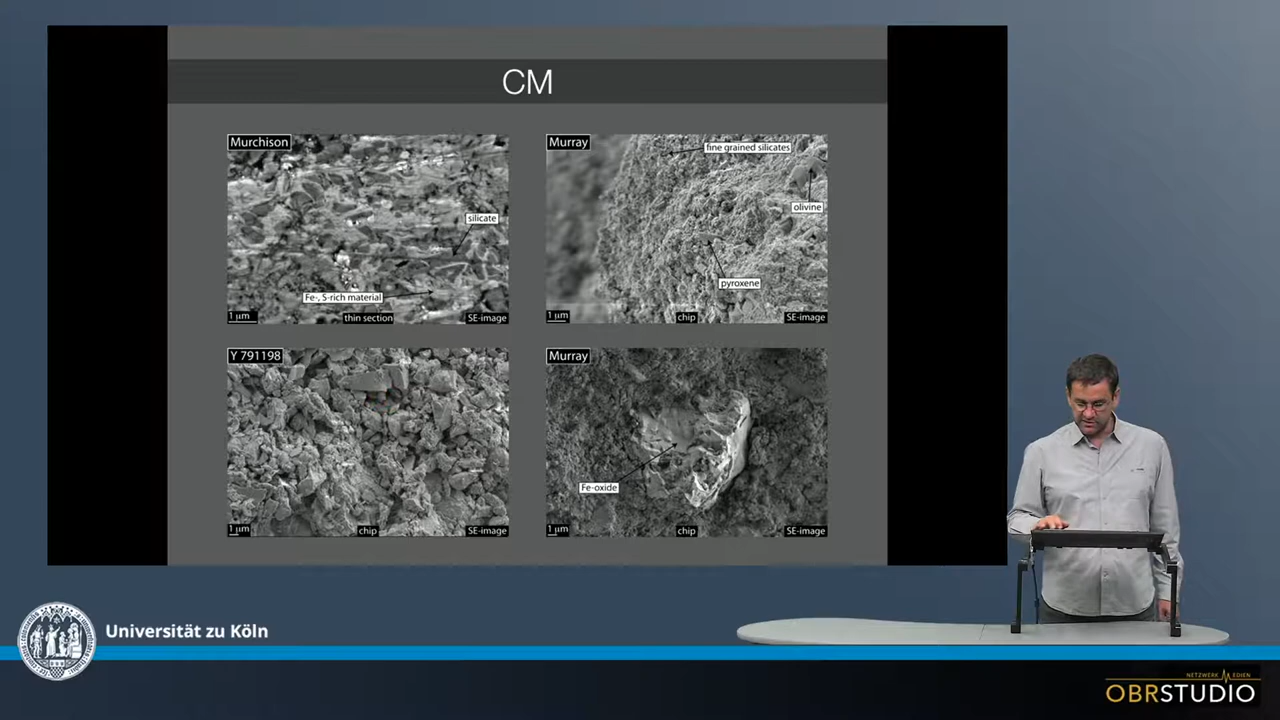 CM
Murchison
silicate
Fe-, S-rich material
1 µm
thin section
SE-image
Murray
fine grained silicates
olivine
pyroxene
1 µm
chip
SE-image
Y 791198
1 µm
chip
SE-image
Murray
Fe-oxide
1 µm
chip
SE-image
Universität zu Köln
NETZWERK MEDIEN
OBRSTUDIO